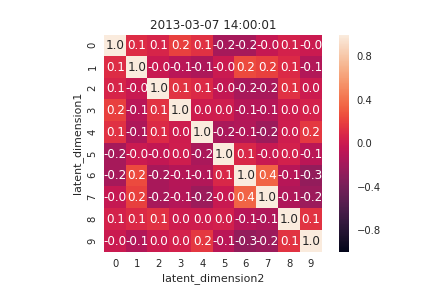 2013-03-07 14:00:01
latent_dimension1
0 1.0 0.1 0.1 0.2 0.1 -0.2 -0.2 -0.0 0.1 -0.0
1 0.1 1.0 -0.0 -0.1 -0.1 -0.0 0.2 0.2 0.1 -0.1
2 0.1 -0.0 1.0 0.1 0.1 -0.0 -0.2 -0.2 0.1 0.0
3 0.2 -0.1 0.1 1.0 0.0 -0.0 -0.1 -0.1 0.0 0.0
4 0.1 -0.1 0.1 0.0 1.0 -0.2 -0.1 -0.2 0.0 0.2
5 -0.2 -0.0 -0.0 -0.0 -0.2 1.0 0.1 -0.0 0.0 -0.1
6 -0.2 0.2 -0.2 -0.1 -0.1 0.1 1.0 0.4 -0.1 -0.3
7 -0.0 0.2 -0.2 -0.1 -0.2 -0.0 0.4 1.0 -0.1 -0.2
8 0.1 0.1 0.1 0.0 0.0 0.0 -0.1 -0.1 1.0 0.1
9 -0.0 -0.1 0.0 0.0 0.2 -0.1 -0.3 -0.2 0.1 1.0
0 1 2 3 4 5 6 7 8 9
latent_dimension2
0.8
0.4
0.0
−0.4
−0.8